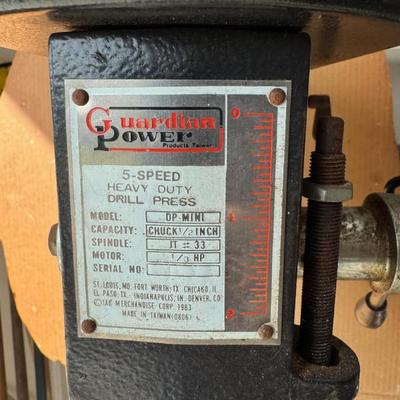 Guardian
Power
Products Taiwan
5-SPEED
HEAVY DUTY
DRILL PRESS
MODEL: DP-MINI
CAPACITY: CHUCK 1/2 INCH
SPINDLE: JT # 33
MOTOR: 1/3 HP
SERIAL NO:
ST. LOUIS, MO. FORT WORTH, TX. CHICAGO, IL
EL PASO, TX. INDIANAPOLIS, IN. DENVER, CO.
MERCHANDISE CORP. 1983
MADE IN TAIWAN (0806)
0
1
2